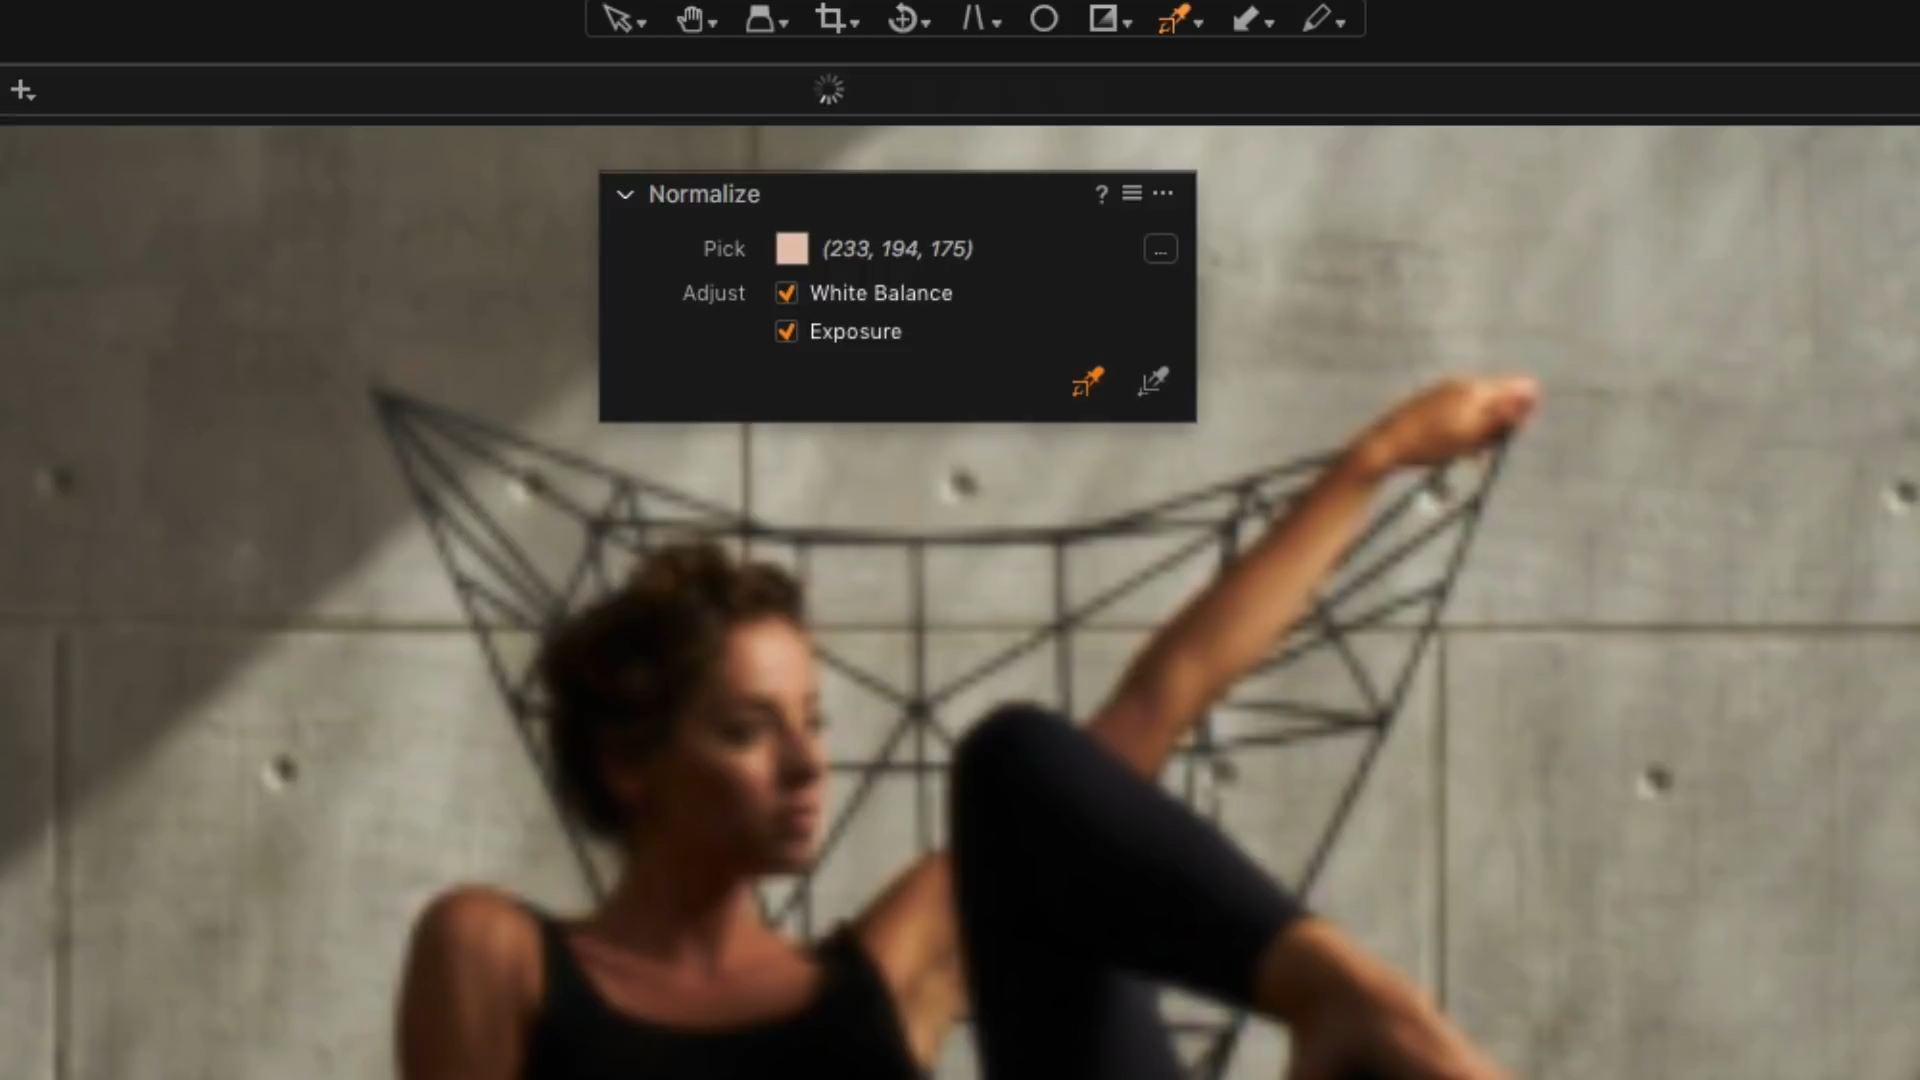 Normalize ?
Pick (233, 194, 175) ...
Adjust White Balance
Exposure